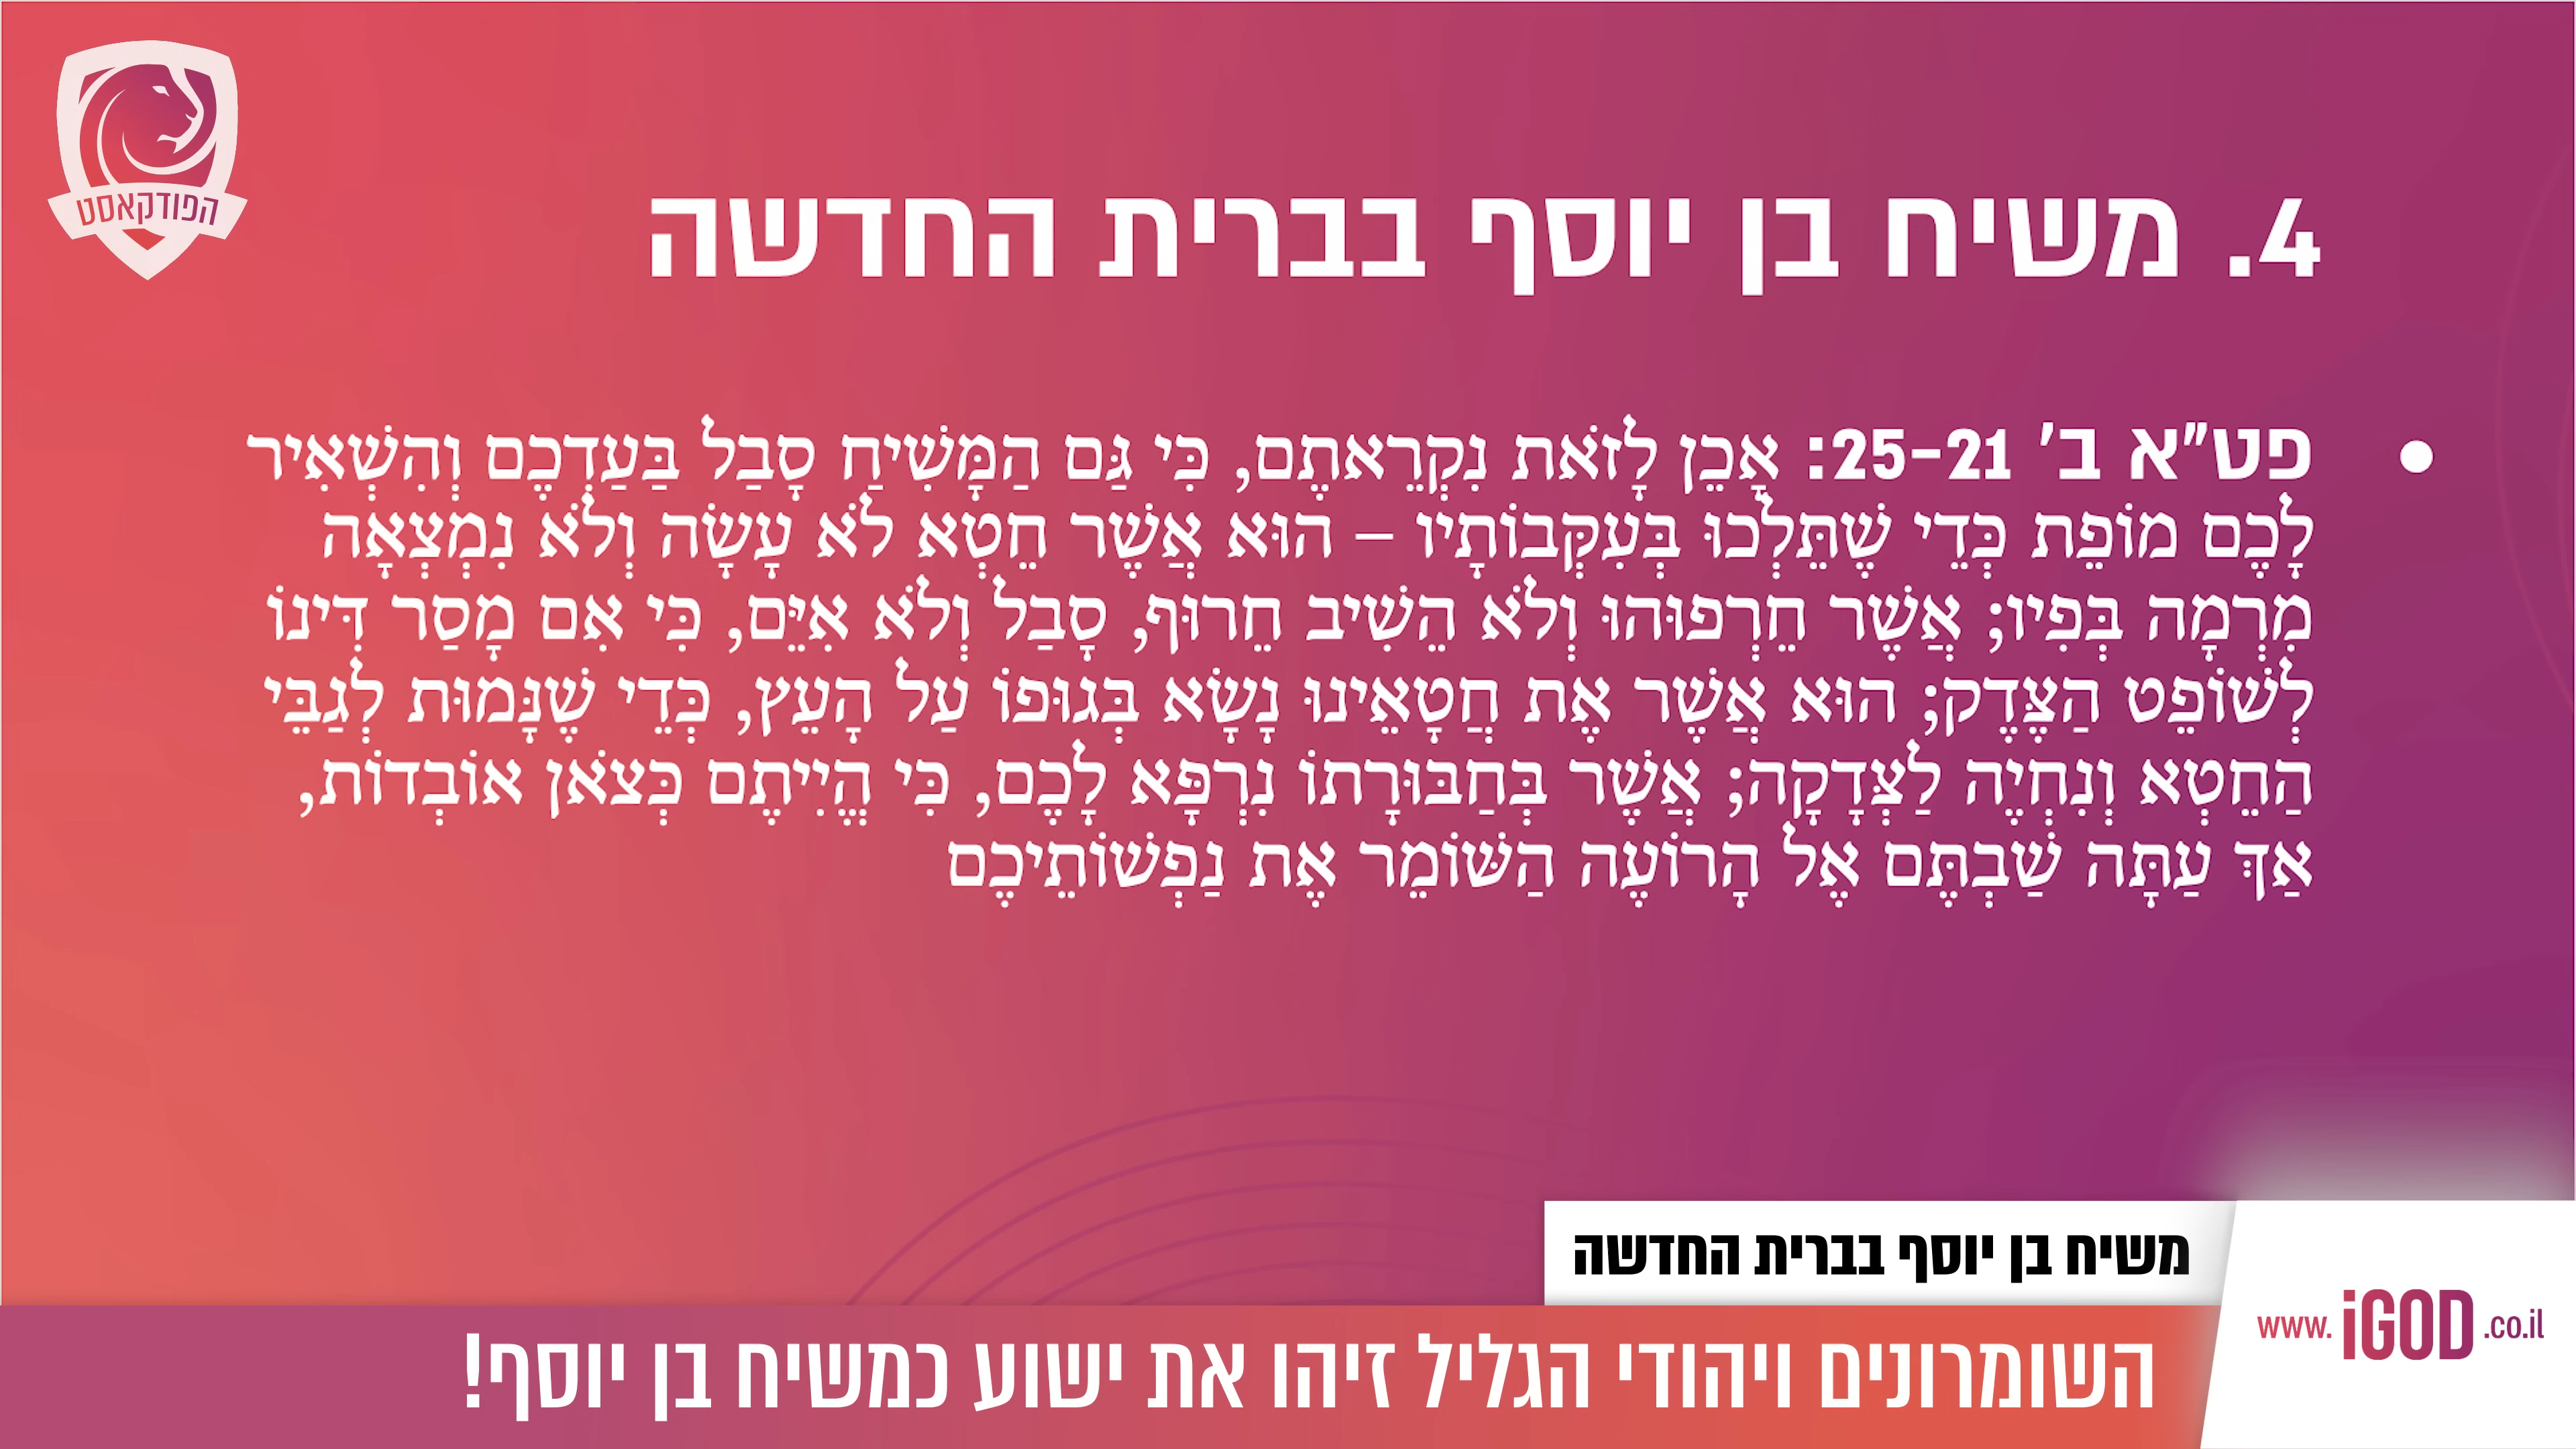 הפודקאסט
4. משיח בן יוסף בברית החדשה
• פט"א ב' 25-21: אָכֵן לָזֹאת נִקְרֵאתֶם, כִּי גַּם הַמָּשִׁיחַ סָבַל בַּעַדְכֶם וְהִשְׁאִיר
לָכֶם מוֹפֵת כְּדֵי שֶׁתֵּלְכוּ בְּעִקְּבוֹתָיו – הוּא אֲשֶׁר חֵטְא לֹא עָשָׂה וְלֹא נִמְצְאָה
מִרְמָה בְּפִיו; אֲשֶׁר חֵרְפוּהוּ וְלֹא הֵשִׁיב חֵרוּף, סָבַל וְלֹא אִיֵּם, כִּי אִם מָסַר דִּינוֹ
לְשׁוֹפֵט הַצֶּדֶק; הוּא אֲשֶׁר אֶת חֲטָאֵינוּ נָשָׂא בְּגוּפוֹ עַל הָעֵץ, כְּדֵי שֶׁנָּמוּת לְגַבֵּי
הַחֵטְא וְנִחְיֶה לַצְּדָקָה; אֲשֶׁר בְּחַבּוּרָתוֹ נִרְפָּא לָכֶם, כִּי הֱיִיתֶם כְּצֹאן אוֹבְדוֹת,
אַךְ עַתָּה שַׁבְתֶּם אֶל הָרוֹעֶה הַשּׁוֹמֵר אֶת נַפְשׁוֹתֵיכֶם
משיח בן יוסף בברית החדשה
www.iGOD.co.il
השומרונים ויהודי הגליל זיהו את ישוע כמשיח בן יוסף!